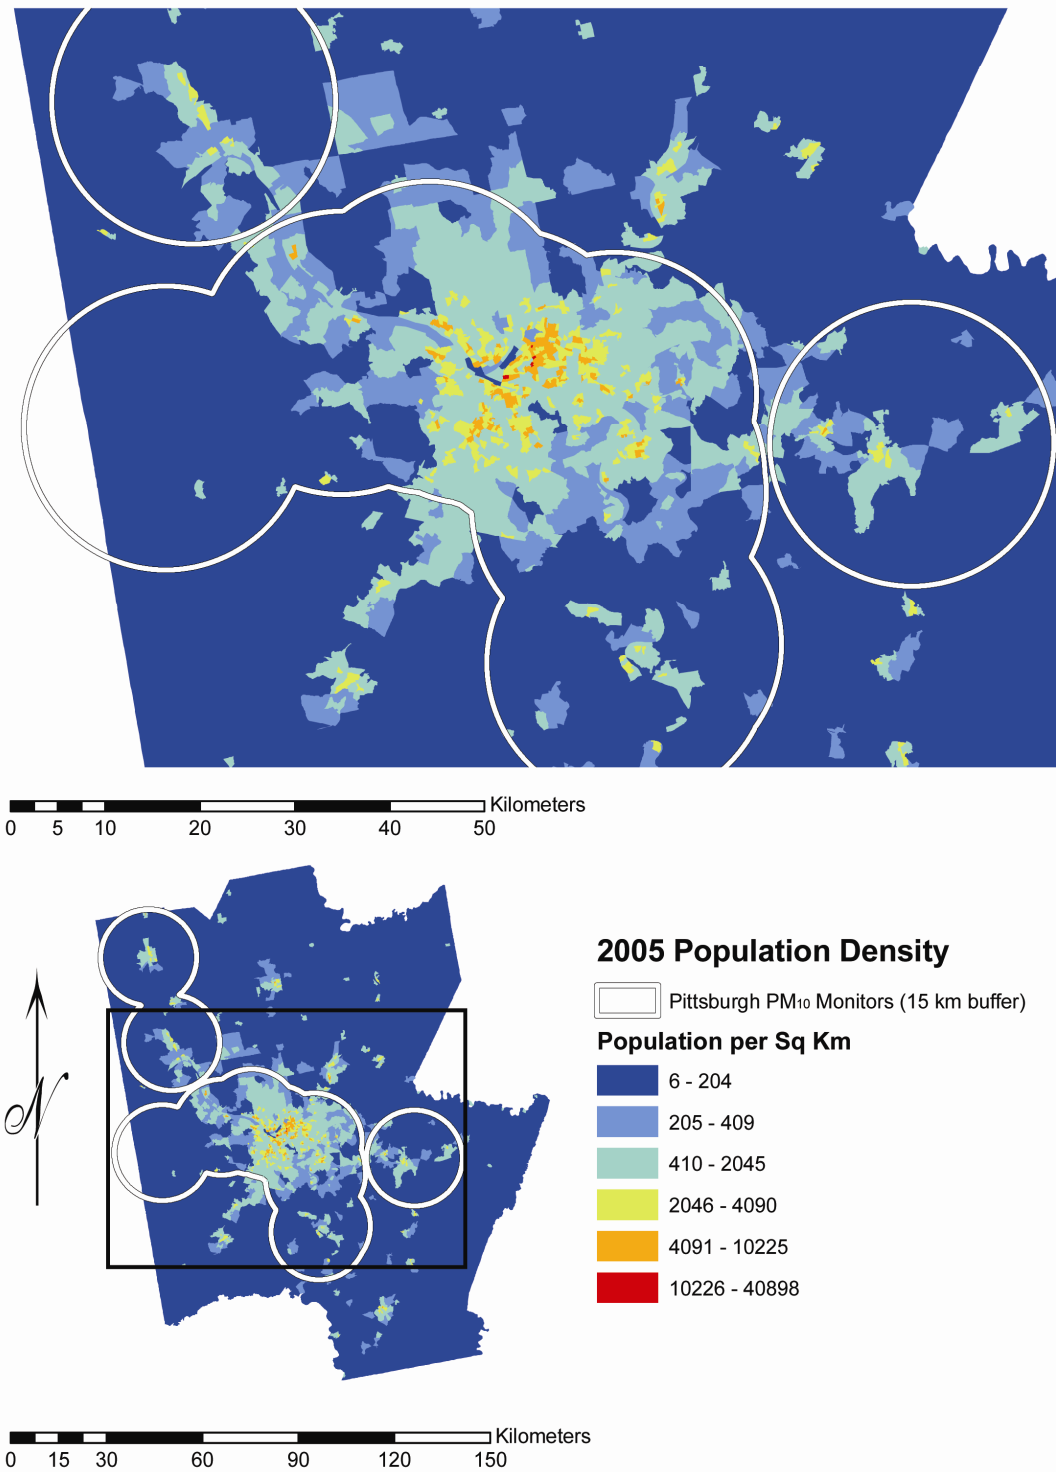 Kilometers
0 5 10 20 30 40 50
N
2005 Population Density
Pittsburgh PM10 Monitors (15 km buffer)
Population per Sq Km
6 - 204
205 - 409
410 - 2045
2046 - 4090
4091 - 10225
10226 - 40898
Kilometers
0 15 30 60 90 120 150